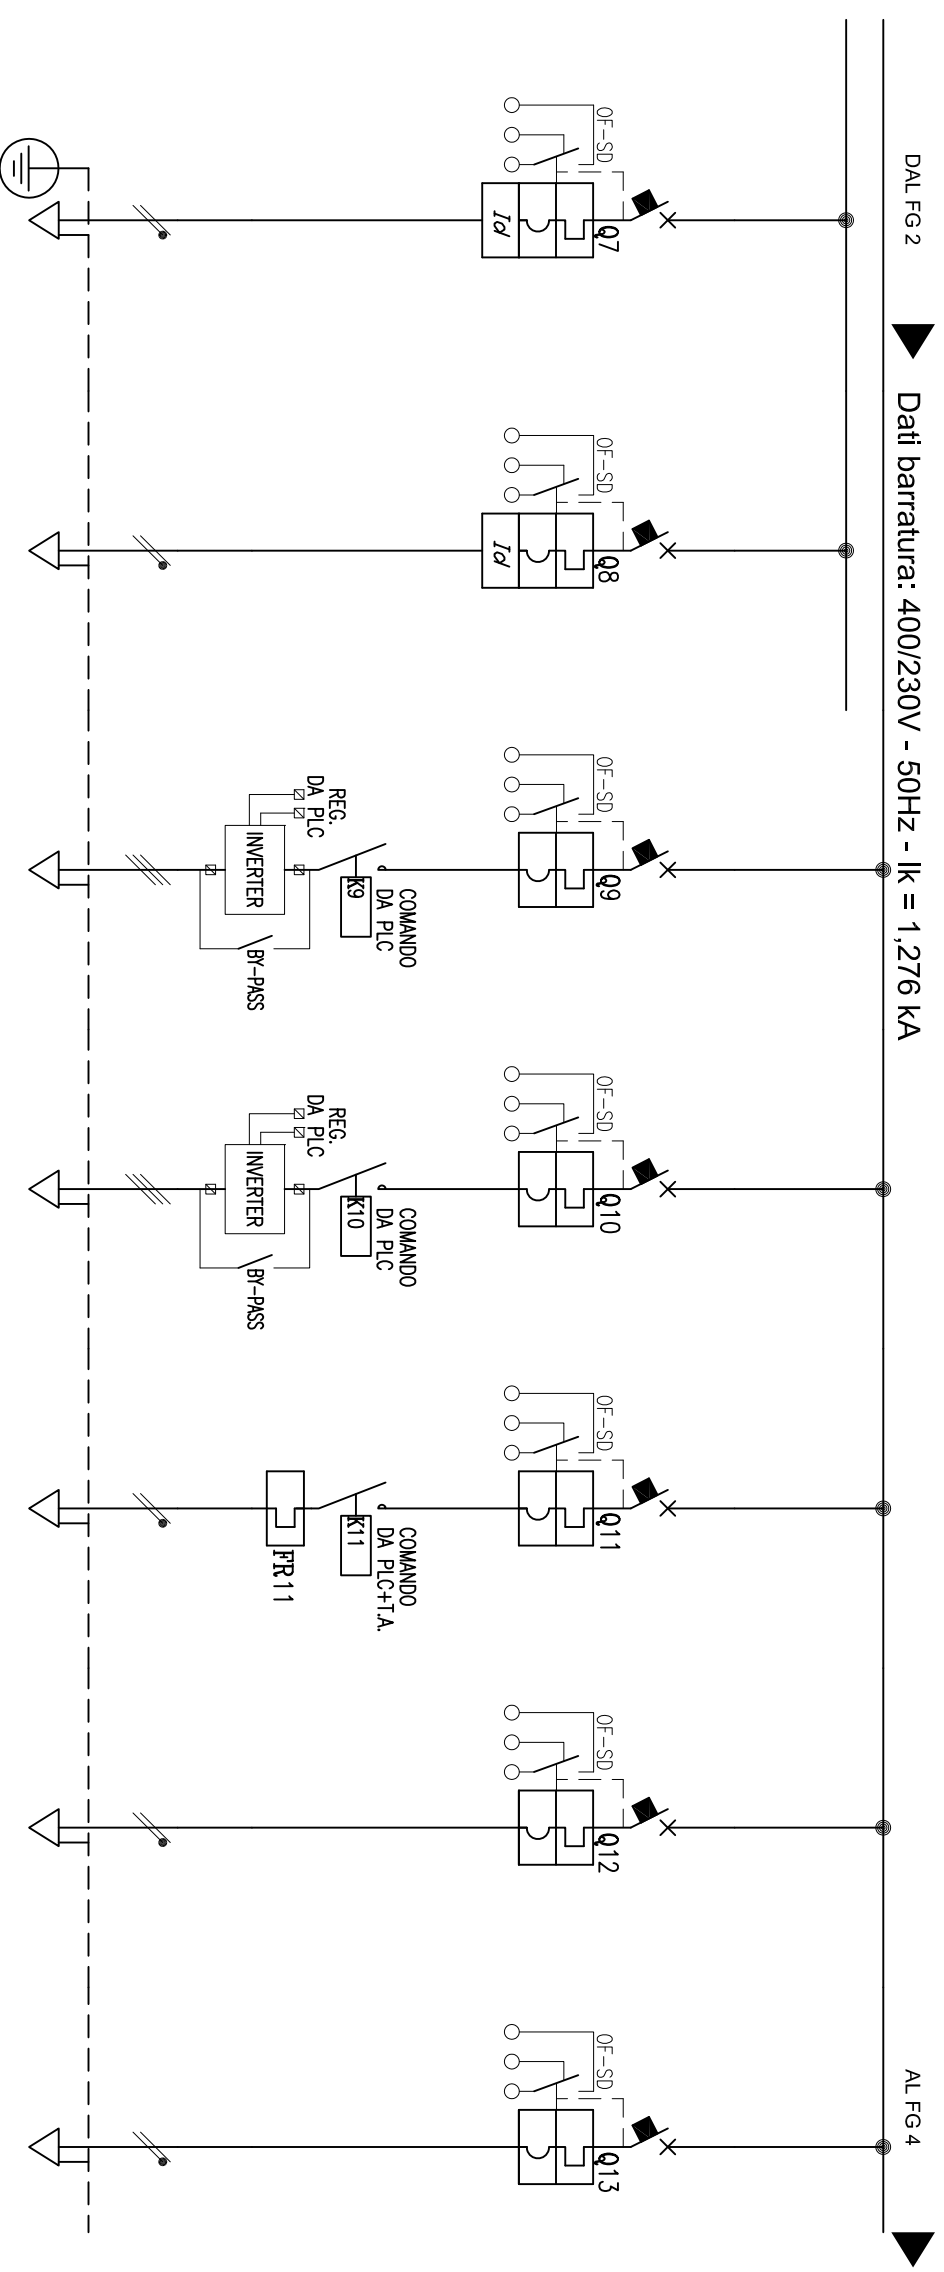 DAL FG 2
Dati barratura: 400/230V - 50Hz - Ik = 1,276 kA
AL FG 4
OF-SD
Q7
Id
OF-SD
Q8
Id
OF-SD
Q9
COMANDO
DA PLC
K9
REG.
DA PLC
INVERTER
BY-PASS
OF-SD
Q10
COMANDO
DA PLC
K10
REG.
DA PLC
INVERTER
BY-PASS
OF-SD
Q11
COMANDO
DA PLC+T.A.
K11
FR11
OF-SD
Q12
OF-SD
Q13